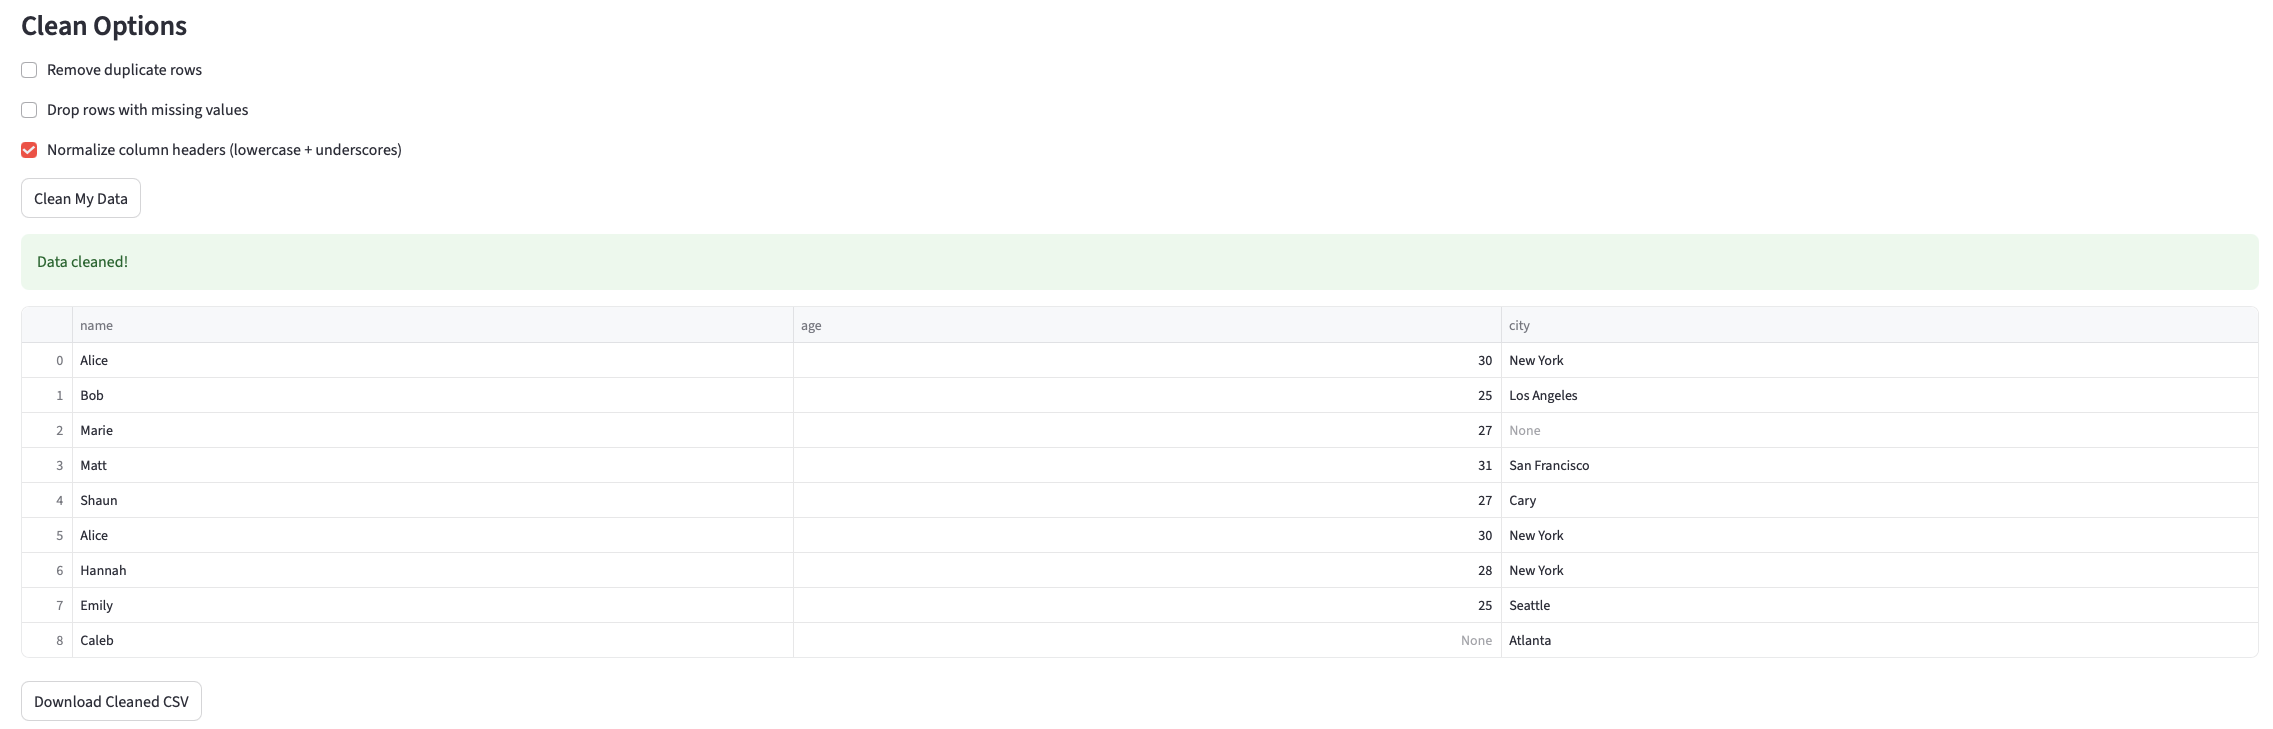 Clean Options
Remove duplicate rows
Drop rows with missing values
Normalize column headers (lowercase + underscores)
Clean My Data
Data cleaned!
name age city
0 Alice 30 New York
1 Bob 25 Los Angeles
2 Marie 27 None
3 Matt 31 San Francisco
4 Shaun 27 Cary
5 Alice 30 New York
6 Hannah 28 New York
7 Emily 25 Seattle
8 Caleb None Atlanta
Download Cleaned CSV